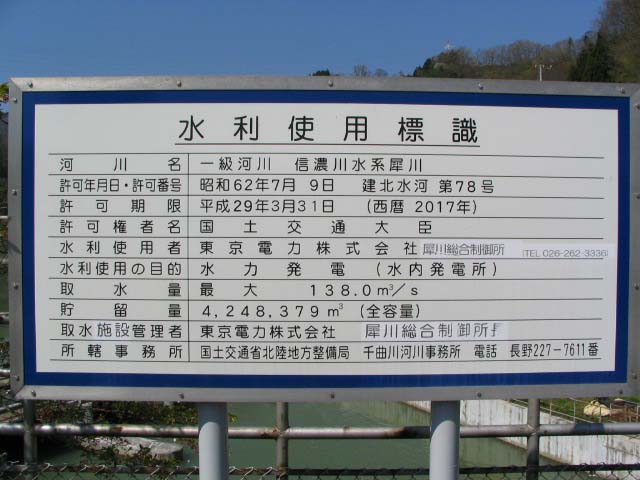 水利使用標識
河川名 一級河川 信濃川水系犀川
許可年月日・許可番号 昭和62年7月9日 建北水河 第78号
許可期限 平成29年3月31日 (西暦 2017年)
許可権者名 国土交通大臣
水利使用者 東京電力株式会社 犀川総合制御所 (TEL 026-262-3336)
水利使用の目的 水力発電 (水内発電所)
取水量 最大 138.0m³/s
貯留量 4,248,379m³ (全容量)
取水施設管理者 東京電力株式会社 犀川総合制御所長
所轄事務所 国土交通省北陸地方整備局 千曲川河川事務所 電話 長野227-7611番